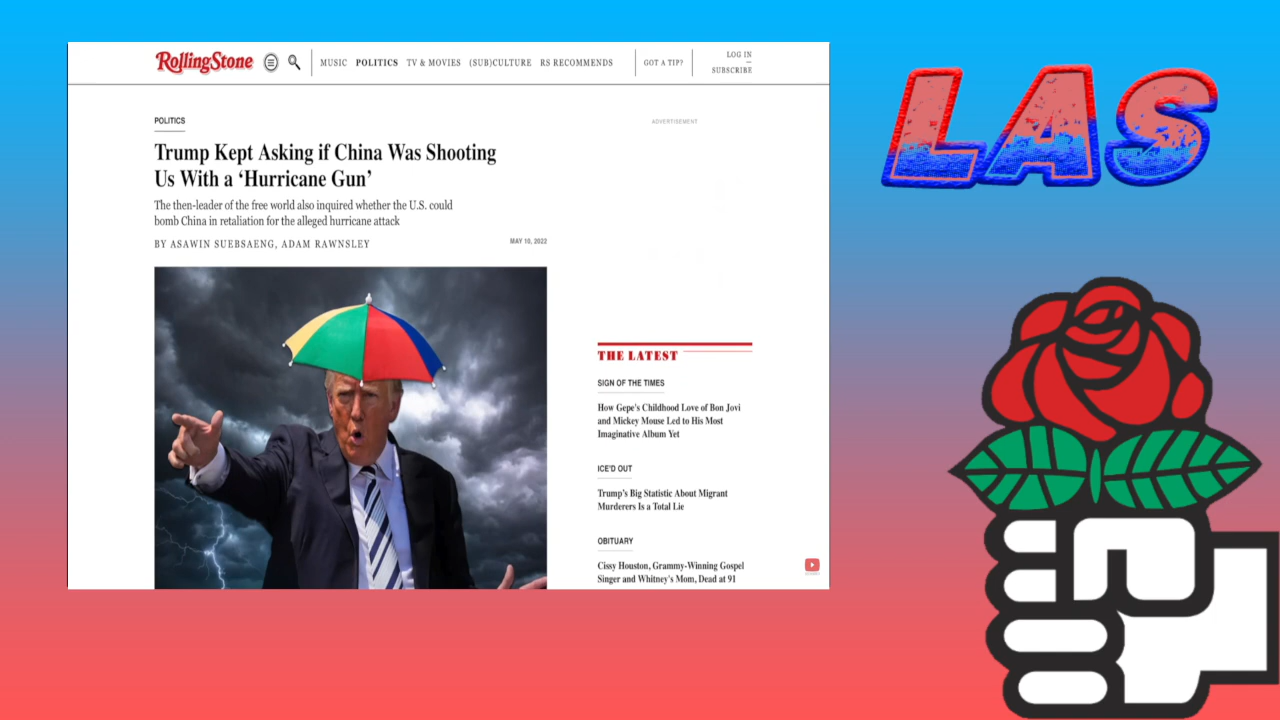 RollingStone
MUSIC POLITICS TV & MOVIES (SUB)CULTURE RS RECOMMENDS
GOT A TIP?
LOG IN
SUBSCRIBE
POLITICS
Trump Kept Asking if China Was Shooting
Us With a ‘Hurricane Gun’
The then-leader of the free world also inquired whether the U.S. could
bomb China in retaliation for the alleged hurricane attack
BY ASAWIN SUEBSAENG, ADAM RAWNSLEY
MAY 10, 2022
ADVERTISEMENT
THE LATEST
SIGN OF THE TIMES
How Gepe's Childhood Love of Bon Jovi
and Mickey Mouse Led to His Most
Imaginative Album Yet
ICE'D OUT
Trump's Big Statistic About Migrant
Murderers Is a Total Lie
OBITUARY
Cissy Houston, Grammy-Winning Gospel
Singer and Whitney's Mom, Dead at 91
LAS